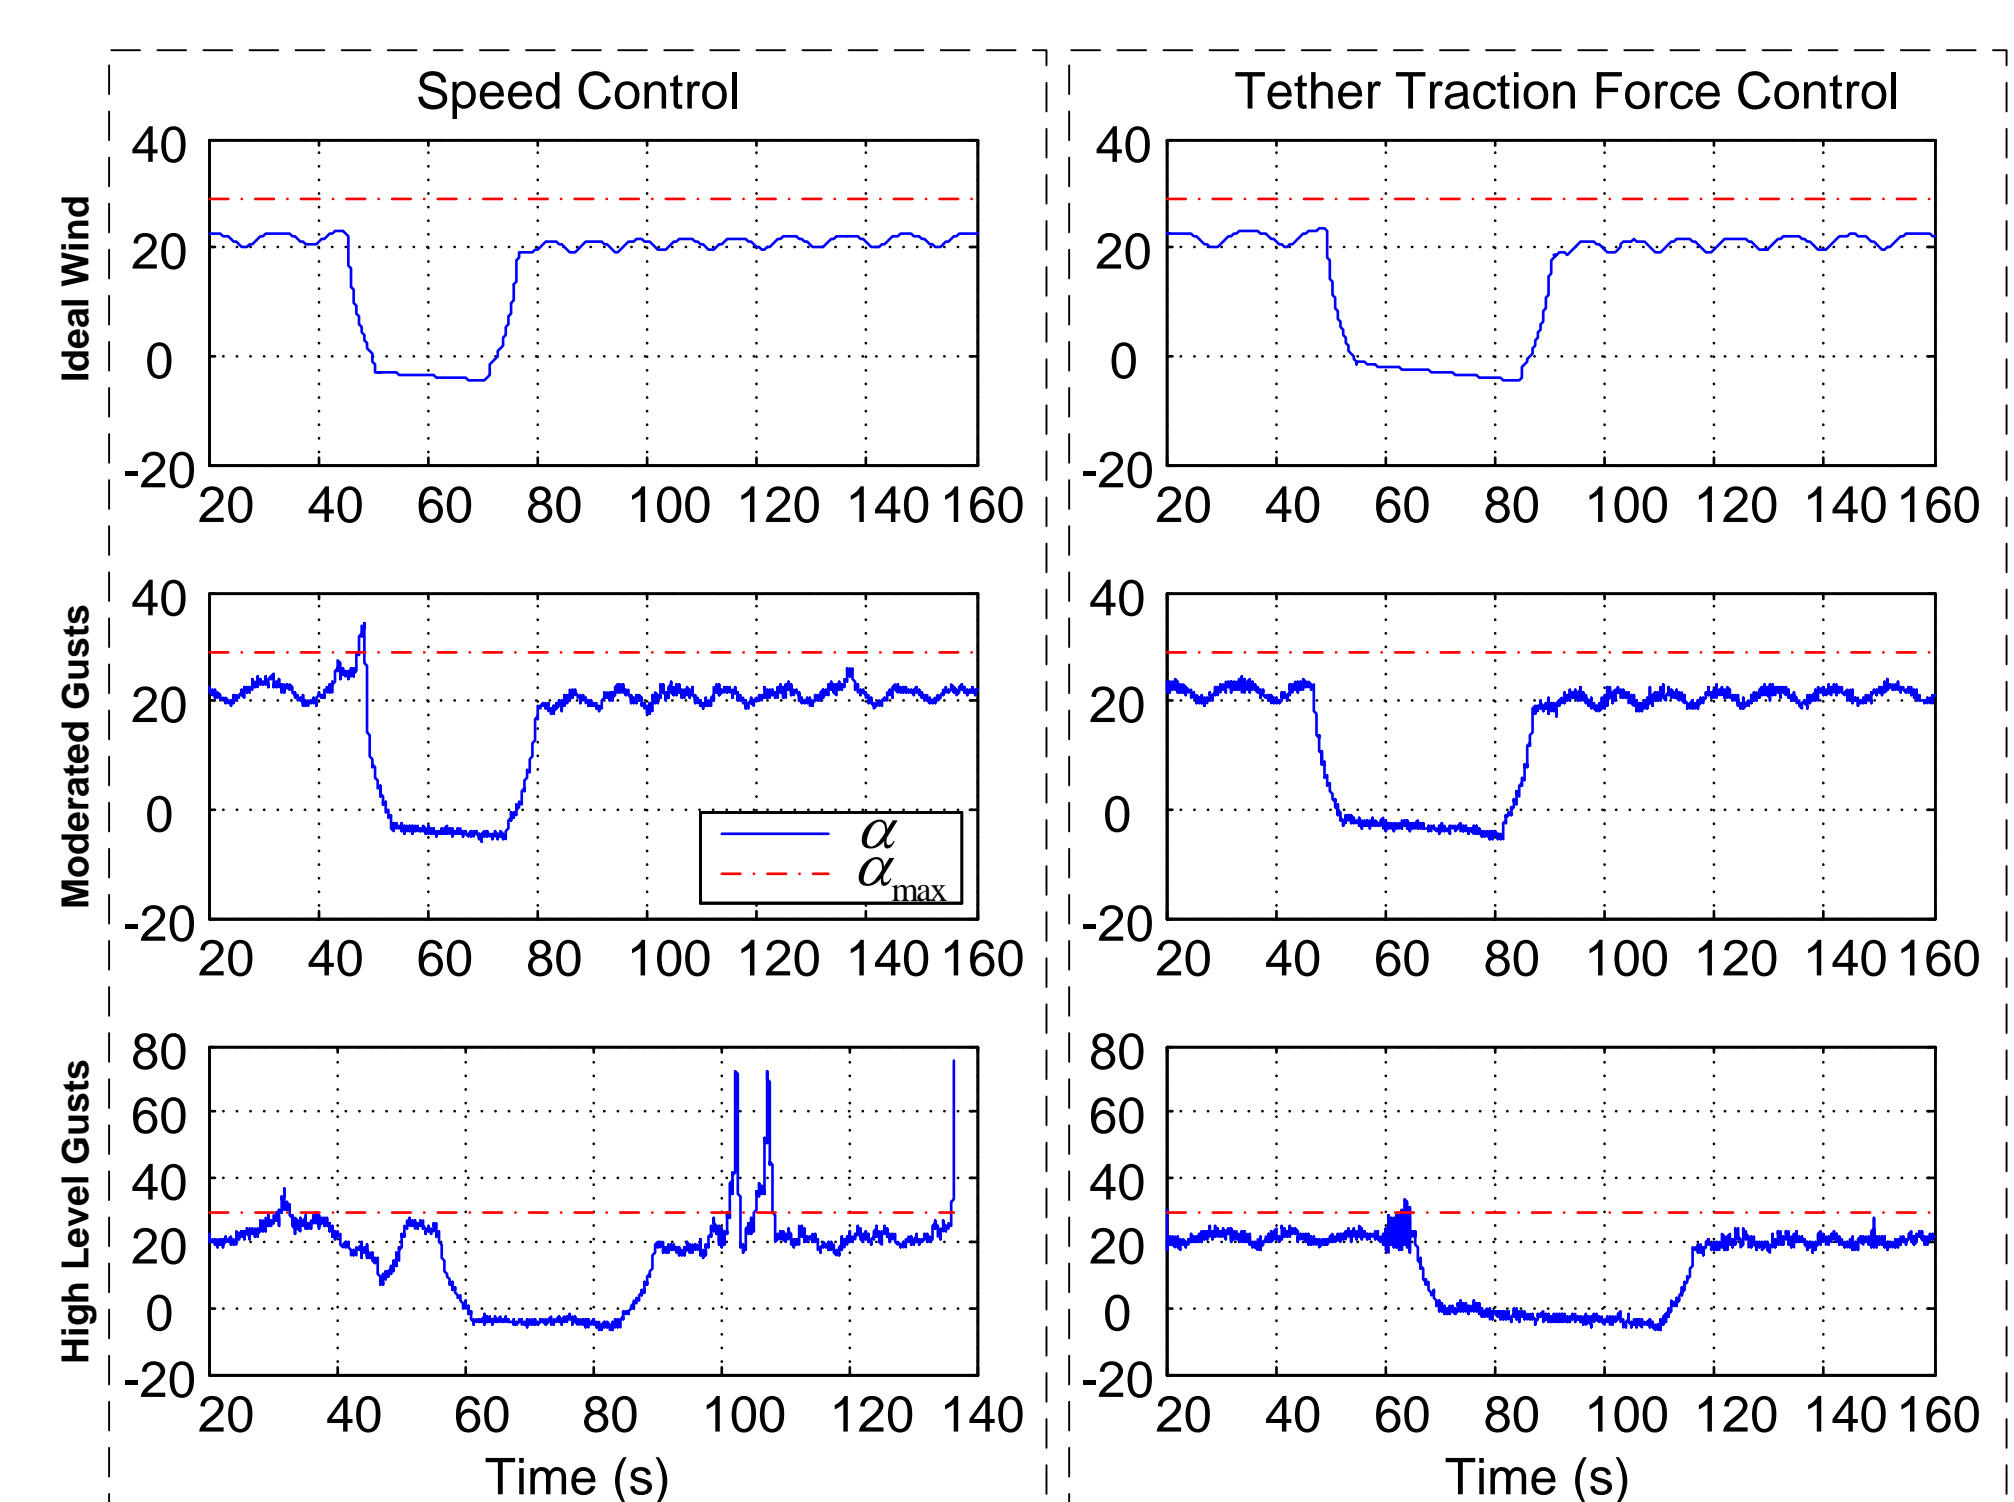 Speed Control
Tether Traction Force Control
Ideal Wind
40
20
0
-20
20 40 60 80 100 120 140 160
40
20
0
-20
20 40 60 80 100 120 140 160
Moderated Gusts
40
20
0
-20
20 40 60 80 100 120 140 160
α
αmax
40
20
0
-20
20 40 60 80 100 120 140 160
High Level Gusts
80
60
40
20
0
-20
20 40 60 80 100 120 140
Time (s)
80
60
40
20
0
-20
20 40 60 80 100 120 140 160
Time (s)